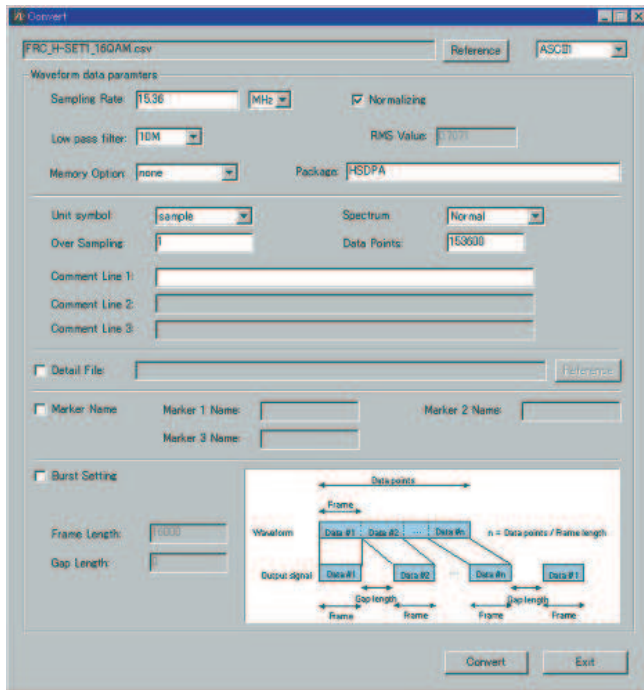 Convert
FRC_H-SET1_16QAM.csv Reference ASCII1
Waveform data paramters
Sampling Rate: 15.36 MHz Normalizing
Low pass filter: 10M RMS Value:
Memory Option: none Package: HSDPA
Unit symbol: sample Spectrum Normal
Over Sampling: 1 Data Points: 153600
Comment Line 1:
Comment Line 2:
Comment Line 3:
Detail File: Reference
Marker Name Marker 1 Name: Marker 2 Name:
Marker 3 Name:
Burst Setting
Data points
Frame
Waveform Data #1 Data #2 ... Data #n n = Data points / Frame length
Frame Length: 16000
Gap Length:
Output signal Data #1 Data #2 ... Data #n Data #1
Gap length Gap length
Frame Frame Frame Frame
Convert Exit